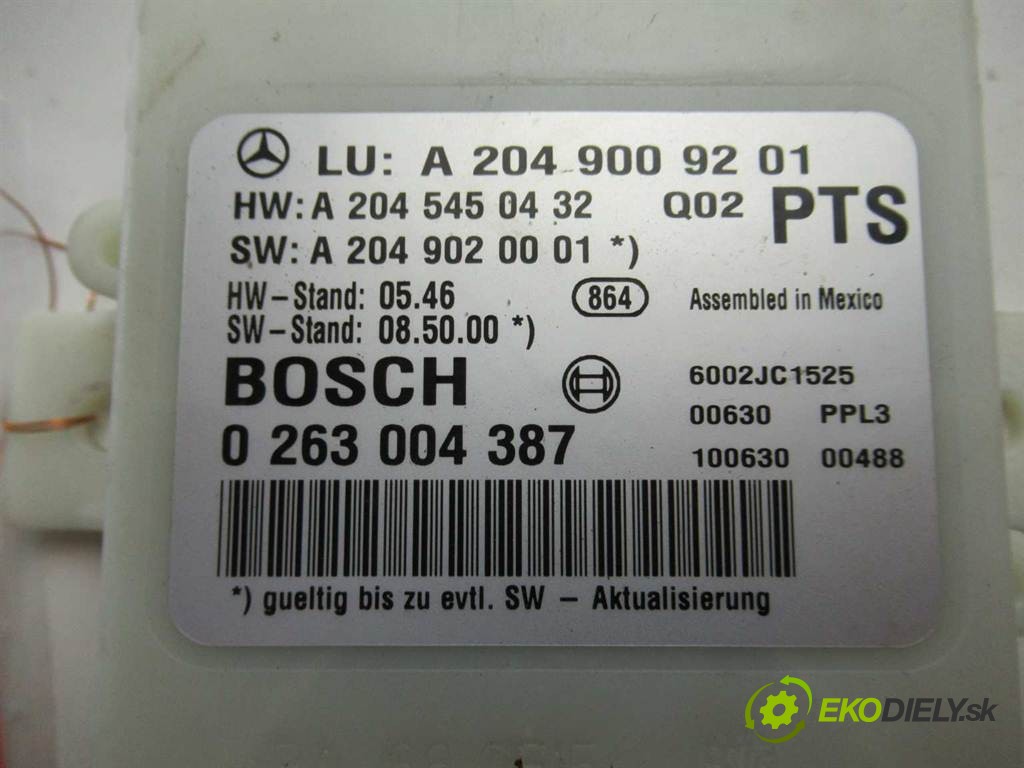 LU: A 204 900 92 01
HW: A 204 545 04 32 Q02 PTS
SW: A 204 902 00 01 *)
HW-Stand: 05.46 864 Assembled in Mexico
SW-Stand: 08.50.00 *)
BOSCH 6002JC1525
00630 PPL3
0 263 004 387 100630 00488
*) gueltig bis zu evtl. SW - Aktualisierung
EKODIELY.sk